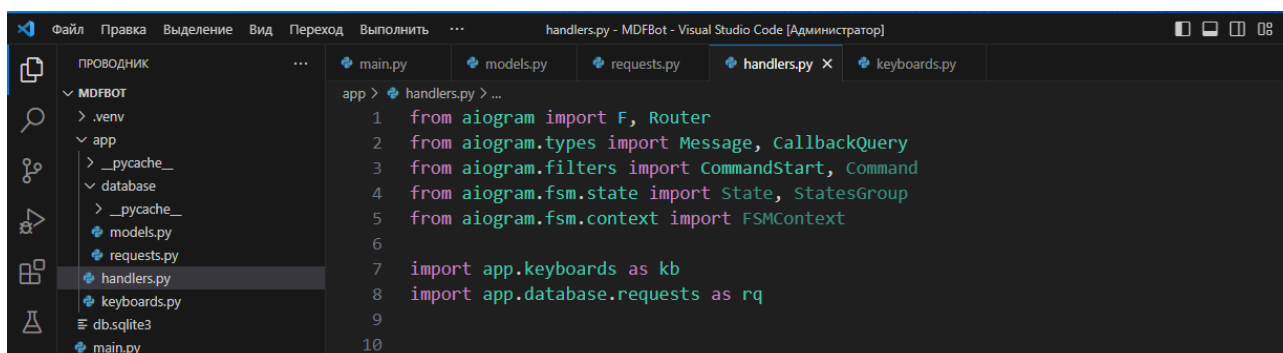 Файл Правка Выделение Вид Переход Выполнить ··· handlers.py - MDFBot - Visual Studio Code [Администратор]
ПРОВОДНИК ···
MDFBOT
.venv
app
__pycache__
database
__pycache__
models.py
requests.py
handlers.py
keyboards.py
db.sqlite3
main.py
main.py models.py requests.py handlers.py keyboards.py
app > handlers.py > ...
1 from aiogram import F, Router
2 from aiogram.types import Message, CallbackQuery
3 from aiogram.filters import CommandStart, Command
4 from aiogram.fsm.state import State, StatesGroup
5 from aiogram.fsm.context import FSMContext
6
7 import app.keyboards as kb
8 import app.database.requests as rq
9
10